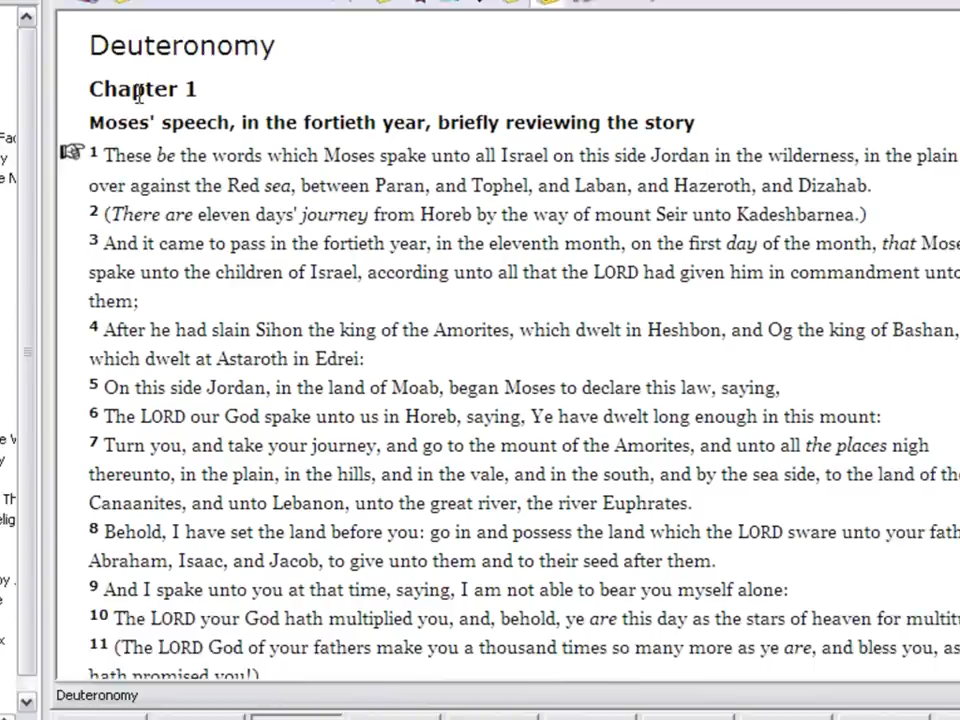 Deuteronomy
Chapter 1
Moses' speech, in the fortieth year, briefly reviewing the story
1 These be the words which Moses spake unto all Israel on this side Jordan in the wilderness, in the plain
over against the Red sea, between Paran, and Tophel, and Laban, and Hazeroth, and Dizahab.
2 (There are eleven days' journey from Horeb by the way of mount Seir unto Kadeshbarnea.)
3 And it came to pass in the fortieth year, in the eleventh month, on the first day of the month, that Mose
spake unto the children of Israel, according unto all that the LORD had given him in commandment unto
them;
4 After he had slain Sihon the king of the Amorites, which dwelt in Heshbon, and Og the king of Bashan,
which dwelt at Astaroth in Edrei:
5 On this side Jordan, in the land of Moab, began Moses to declare this law, saying,
6 The LORD our God spake unto us in Horeb, saying, Ye have dwelt long enough in this mount:
7 Turn you, and take your journey, and go to the mount of the Amorites, and unto all the places nigh
thereunto, in the plain, in the hills, and in the vale, and in the south, and by the sea side, to the land of the
Canaanites, and unto Lebanon, unto the great river, the river Euphrates.
8 Behold, I have set the land before you: go in and possess the land which the LORD sware unto your fath
Abraham, Isaac, and Jacob, to give unto them and to their seed after them.
9 And I spake unto you at that time, saying, I am not able to bear you myself alone:
10 The LORD your God hath multiplied you, and, behold, ye are this day as the stars of heaven for multit
11 (The LORD God of your fathers make you a thousand times so many more as ye are, and bless you, as
hath promised you!)
Deuteronomy